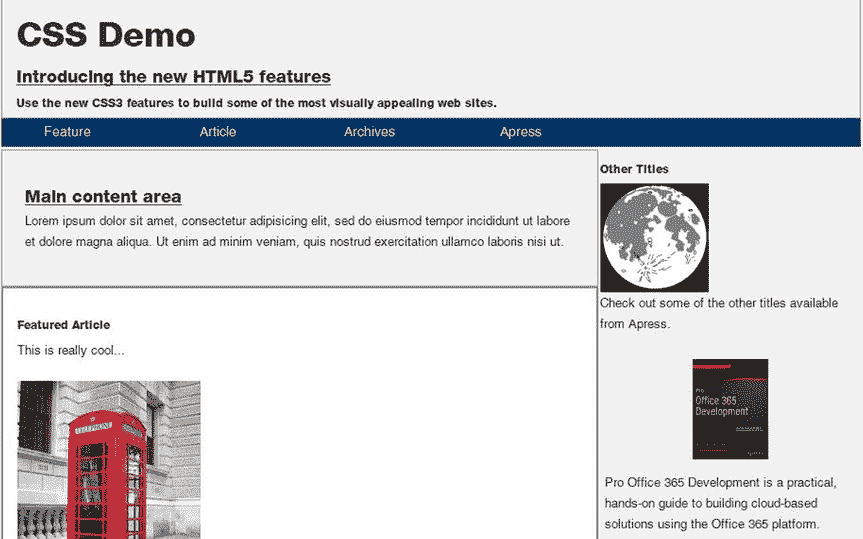 CSS Demo
Introducing the new HTML5 features
Use the new CSS3 features to build some of the most visually appealing web sites.
Feature Article Archives Apress
Main content area
Lorem ipsum dolor sit amet, consectetur adipisicing elit, sed do eiusmod tempor incididunt ut labore
et dolore magna aliqua. Ut enim ad minim veniam, quis nostrud exercitation ullamco laboris nisi ut.
Featured Article
This is really cool...
TELEPHONE
Other Titles
Check out some of the other titles available
from Apress.
Pro
Office 365
Development
Pro Office 365 Development is a practical,
hands-on guide to building cloud-based
solutions using the Office 365 platform.